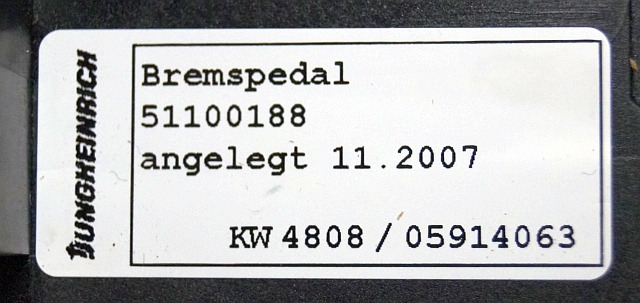 JUNGHEINRICH
Bremspedal
51100188
angelegt 11.2007
KW 4808 / 05914063